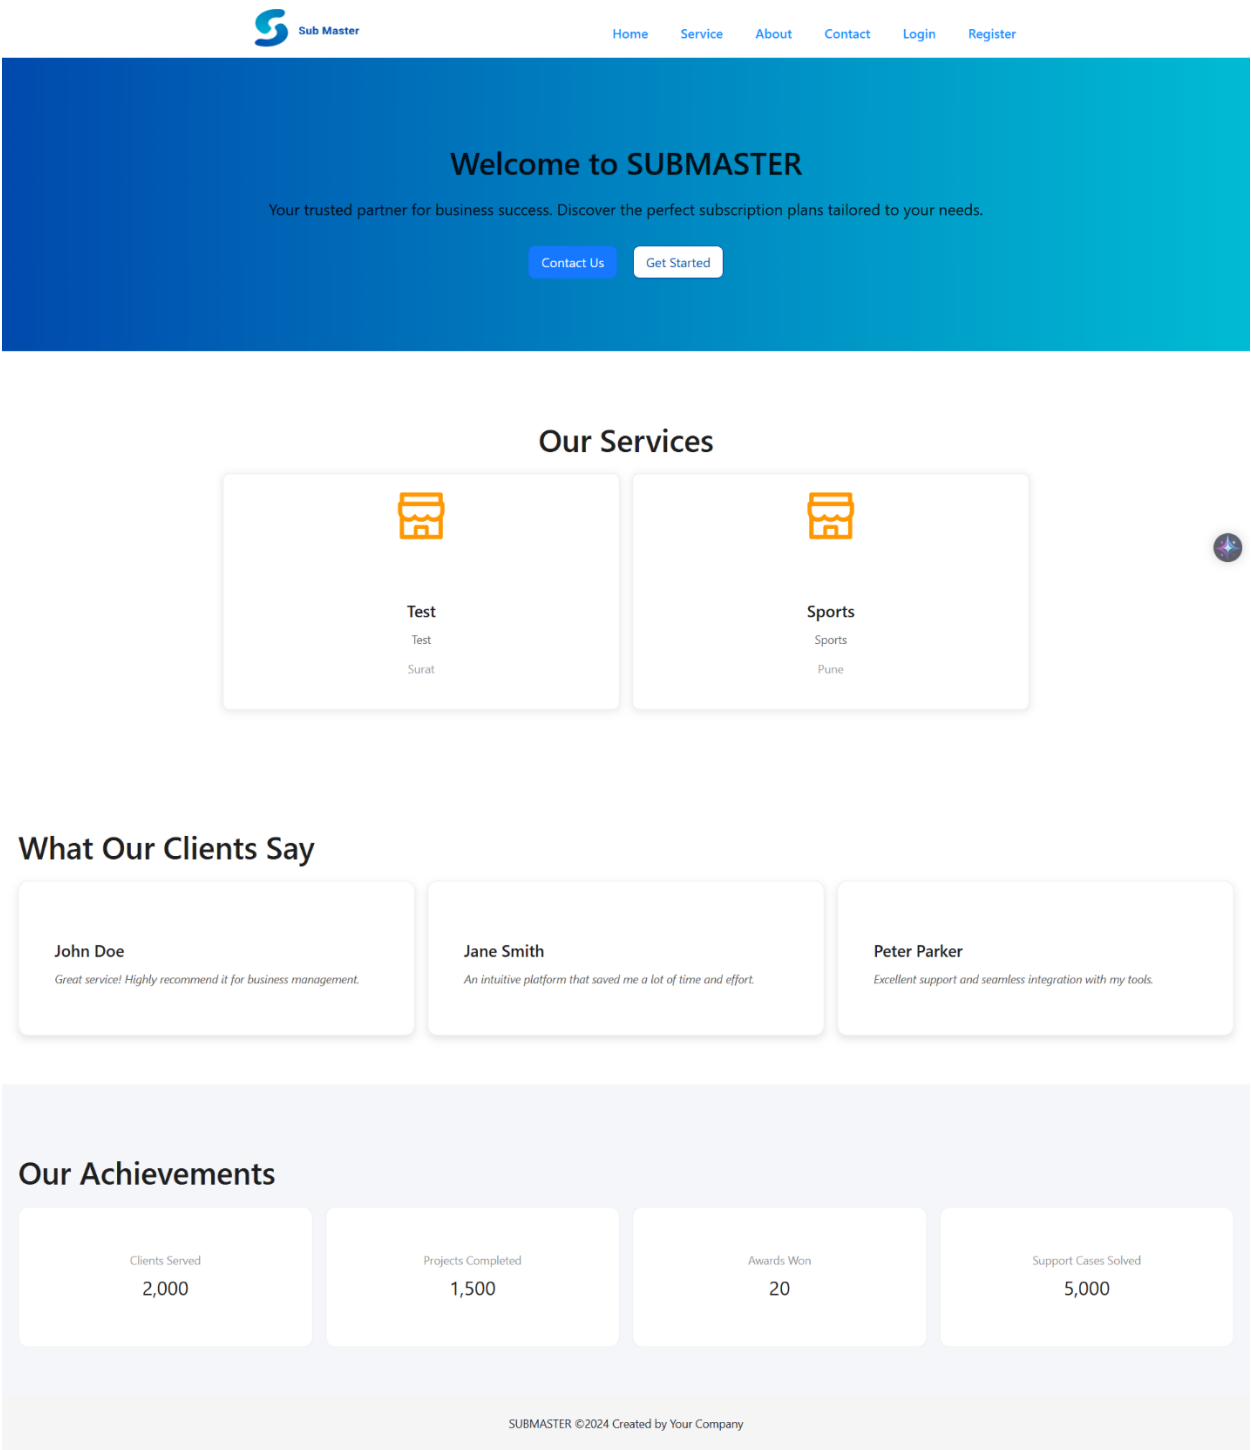 Sub Master
Home Service About Contact Login Register
Welcome to SUBMASTER
Your trusted partner for business success. Discover the perfect subscription plans tailored to your needs.
Contact Us Get Started
Our Services
Test
Test
Surat
Sports
Sports
Pune
What Our Clients Say
John Doe
Great service! Highly recommend it for business management.
Jane Smith
An intuitive platform that saved me a lot of time and effort.
Peter Parker
Excellent support and seamless integration with my tools.
Our Achievements
Clients Served
2,000
Projects Completed
1,500
Awards Won
20
Support Cases Solved
5,000
SUBMASTER ©2024 Created by Your Company